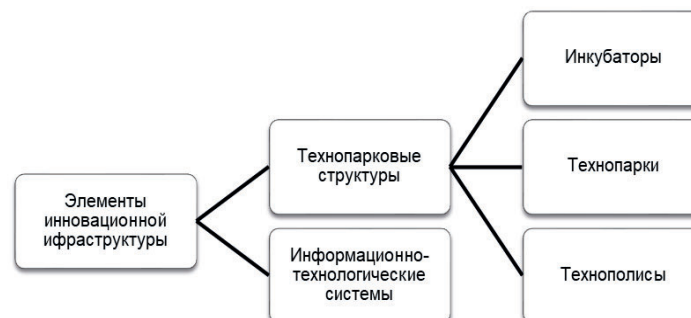 Элементы
инновационной
ифраструктуры
Технопарковые
структуры
Информационно-
технологические
системы
Инкубаторы
Технопарки
Технополисы